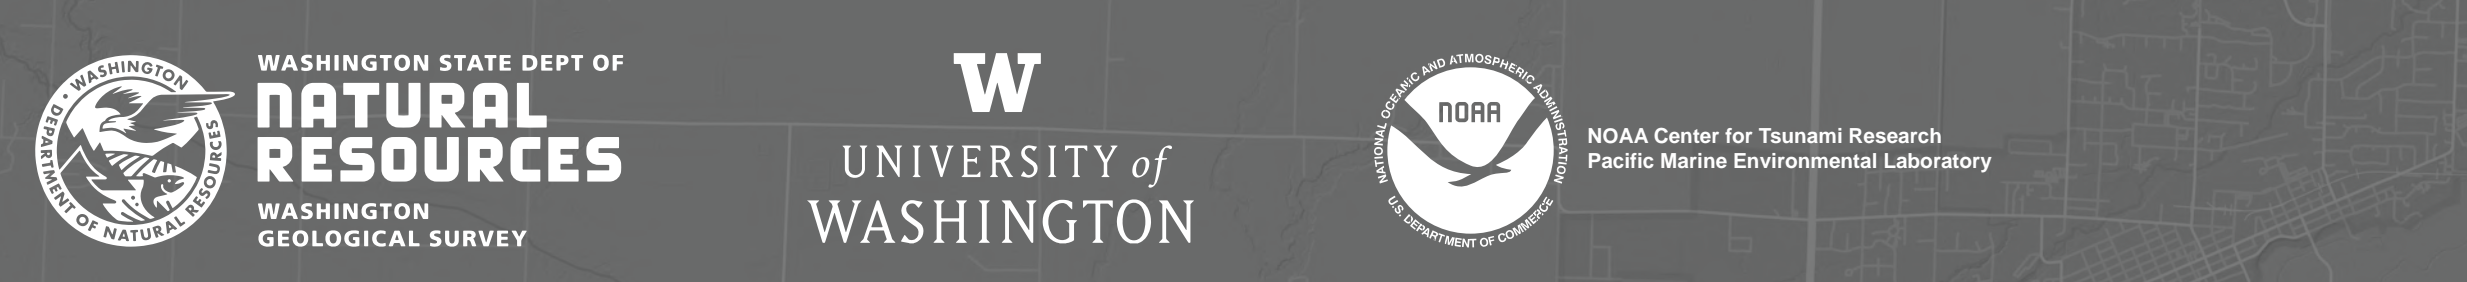 WASHINGTON
DEPARTMENT OF NATURAL RESOURCES
WASHINGTON STATE DEPT OF
NATURAL
RESOURCES
WASHINGTON
GEOLOGICAL SURVEY
W
UNIVERSITY of
WASHINGTON
NATIONAL OCEANIC AND ATMOSPHERIC ADMINISTRATION
NOAA
U.S. DEPARTMENT OF COMMERCE
NOAA Center for Tsunami Research
Pacific Marine Environmental Laboratory